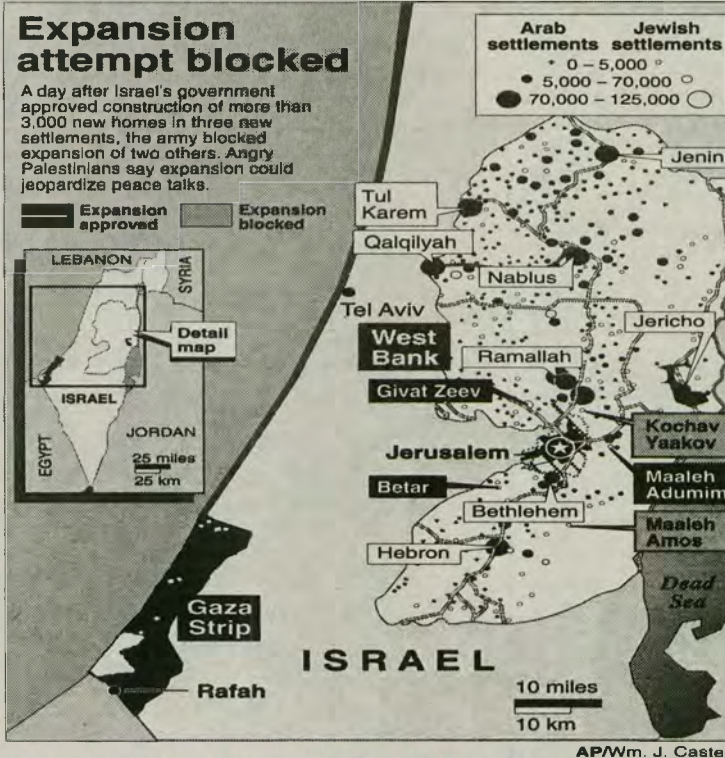 Expansion
attempt blocked
A day after Israel's government
approved construction of more than
3,000 new homes in three new
settlements, the army blocked
expansion of two others. Angry
Palestinians say expansion could
jeopardize peace talks.
Expansion
approved
Expansion
blocked
Arab
settlements
Jewish
settlements
0 – 5,000
5,000 – 70,000
70,000 – 125,000
LEBANON
SYRIA
Detail
map
ISRAEL
JORDAN
EGYPT
25 miles
25 km
Jenin
Tul
Karem
Qalqilyah
Nablus
Tel Aviv
West
Bank
Jericho
Ramallah
Givat Zeev
Kochav
Yaakov
Jerusalem
Maaleh
Adumim
Betar
Bethlehem
Maaleh
Amos
Hebron
Dead
Sea
Gaza
Strip
ISRAEL
Rafah
10 miles
10 km
AP/Wm. J. Caste